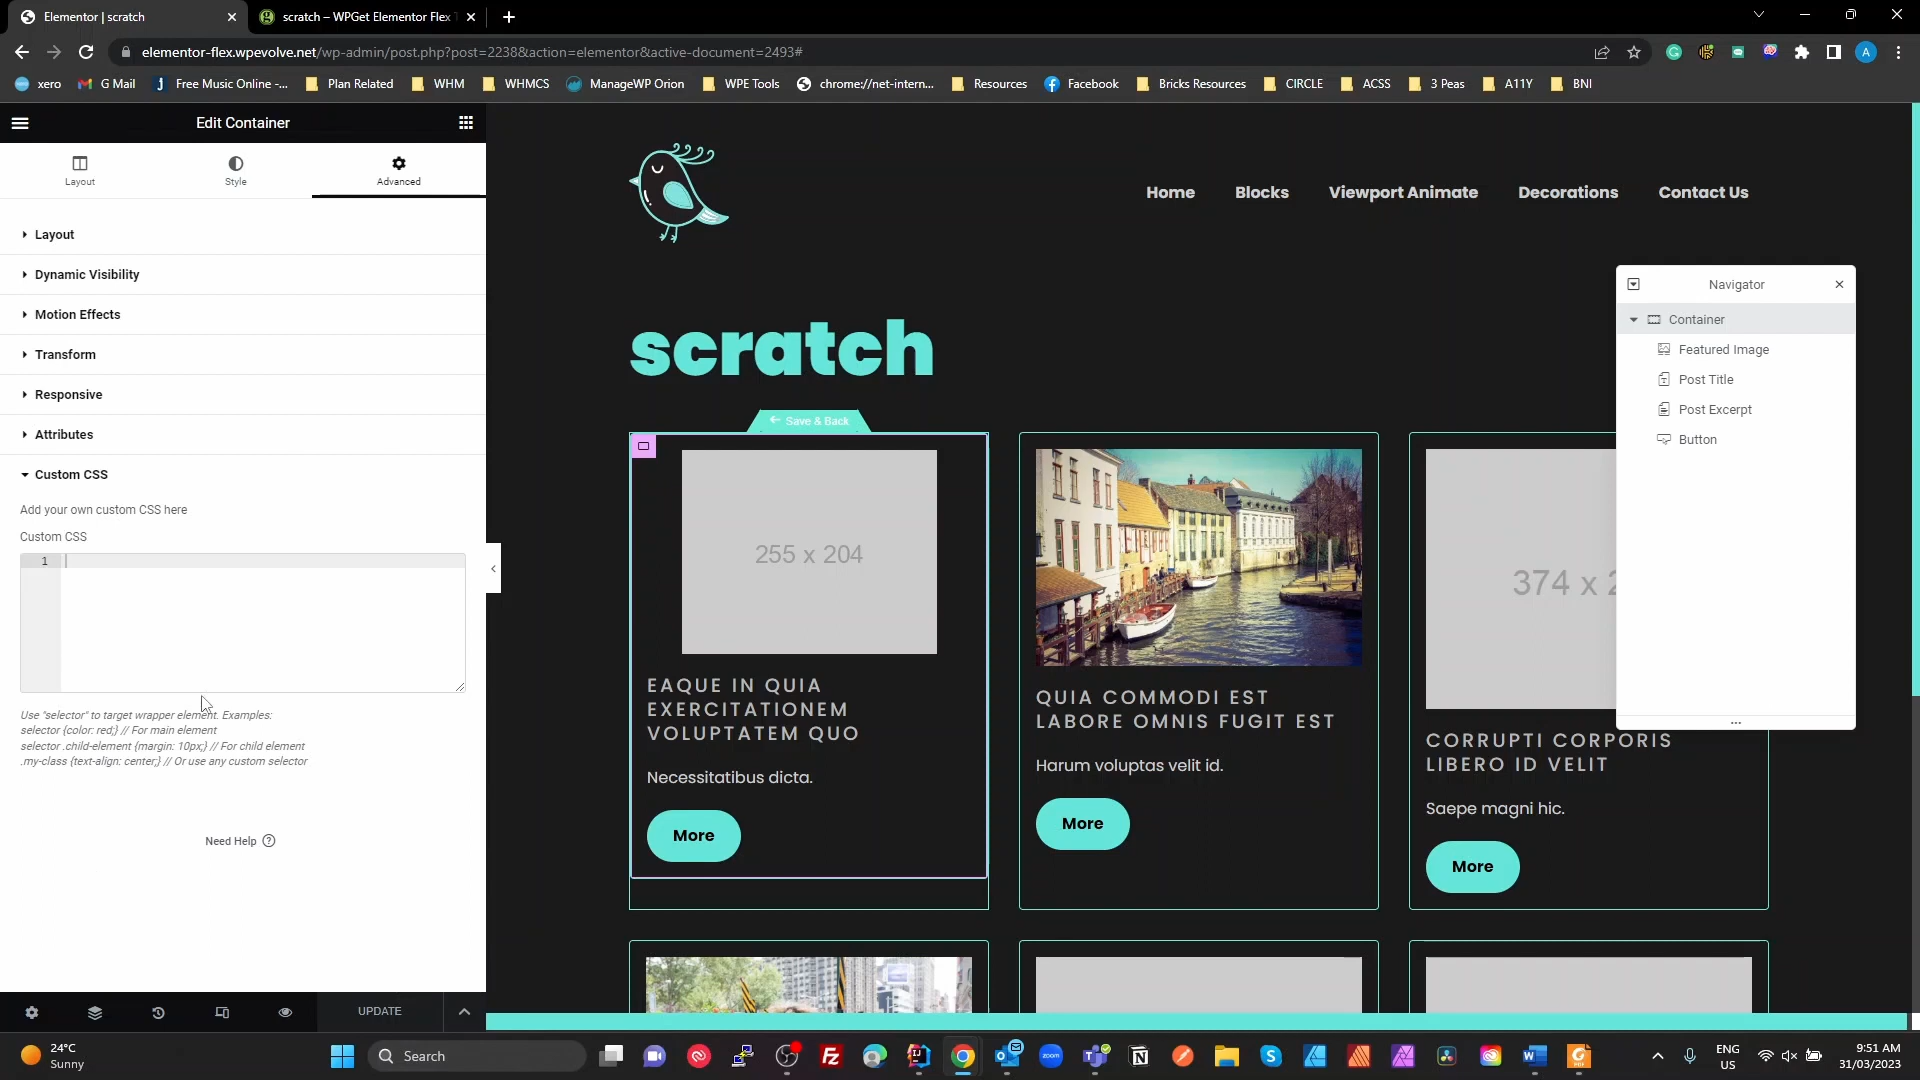 Elementor | scratch
scratch – WPGet Elementor Flex
elementor-flex.wpevolve.net/wp-admin/post.php?post=2238&action=elementor&active-document=2493#
xero
G Mail
Free Music Online -...
Plan Related
WHM
WHMCS
ManageWP Orion
WPE Tools
chrome://net-intern...
Resources
Facebook
Bricks Resources
CIRCLE
ACSS
3 Peas
A11Y
BNI
Edit Container
Layout
Style
Advanced
Layout
Dynamic Visibility
Motion Effects
Transform
Responsive
Attributes
Custom CSS
Add your own custom CSS here
Custom CSS
1
Use "selector" to target wrapper element. Examples:
selector {color: red;} // For main element
selector .child-element {margin: 10px;} // For child element
.my-class {text-align: center;} // Or use any custom selector
Need Help
UPDATE
Home
Blocks
Viewport Animate
Decorations
Contact Us
scratch
Save & Back
255 x 204
EAQUE IN QUIA
EXERCITATIONEM
VOLUPTATEM QUO
Necessitatibus dicta.
More
QUIA COMMODI EST
LABORE OMNIS FUGIT EST
Harum voluptas velit id.
More
374 x 2
CORRUPTI CORPORIS
LIBERO ID VELIT
Saepe magni hic.
More
Navigator
Container
Featured Image
Post Title
Post Excerpt
Button
24°C
Sunny
Search
zoom
ENG
US
9:51 AM
31/03/2023